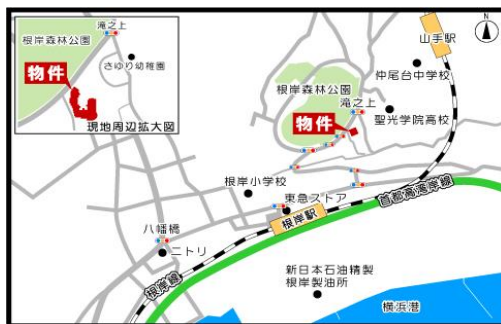 滝之上
根岸森林公園
さゆり幼稚園
物件
現地周辺拡大図
山手駅
N
仲尾台中学校
根岸森林公園
滝之上
聖光学院高校
物件
根岸小学校
東急ストア
根岸駅
首都高湾岸線
八幡橋
ニトリ
根岸線
新日本石油精製
根岸製油所
横浜港